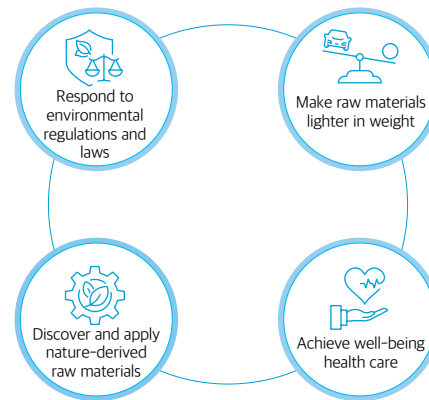 Respond to
environmental
regulations and
laws
Make raw materials
lighter in weight
Discover and apply
nature-derived
raw materials
Achieve well-being
health care